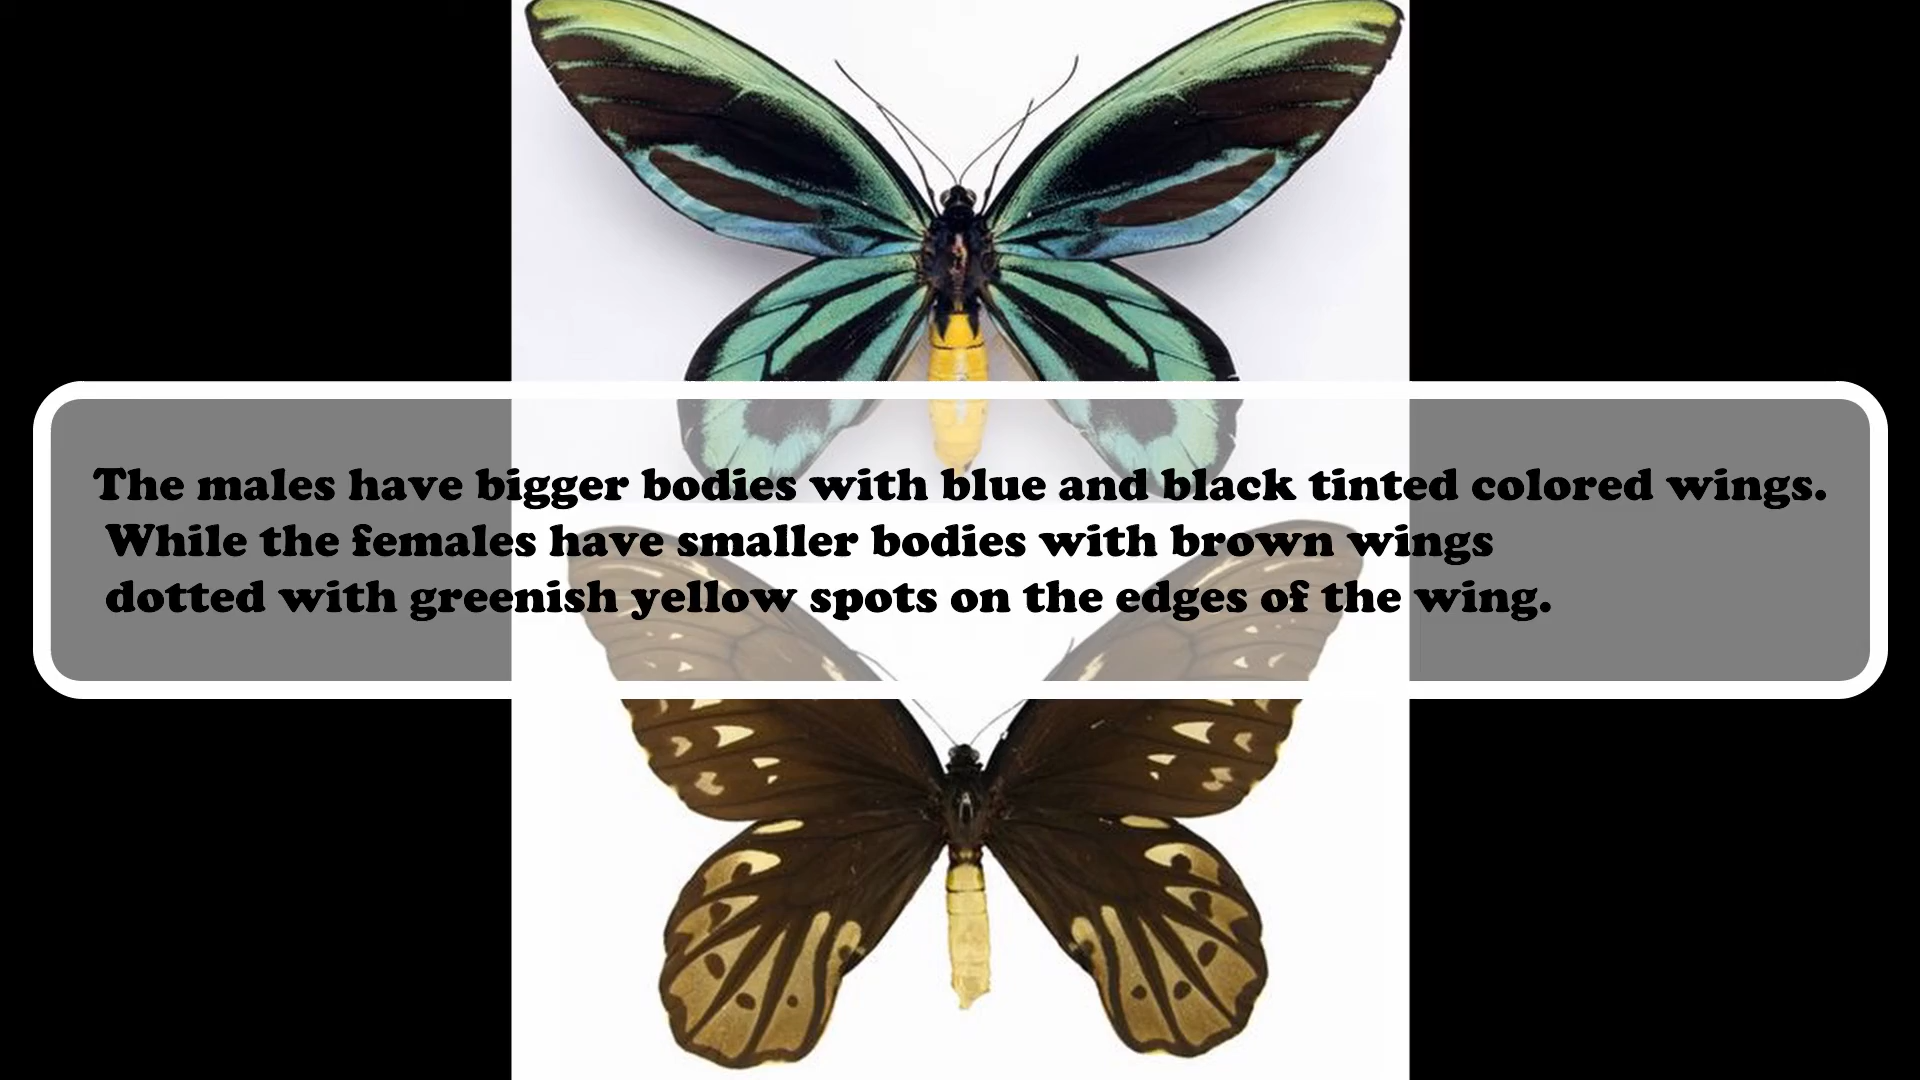 The males have bigger bodies with blue and black tinted colored wings.
While the females have smaller bodies with brown wings
dotted with greenish yellow spots on the edges of the wing.